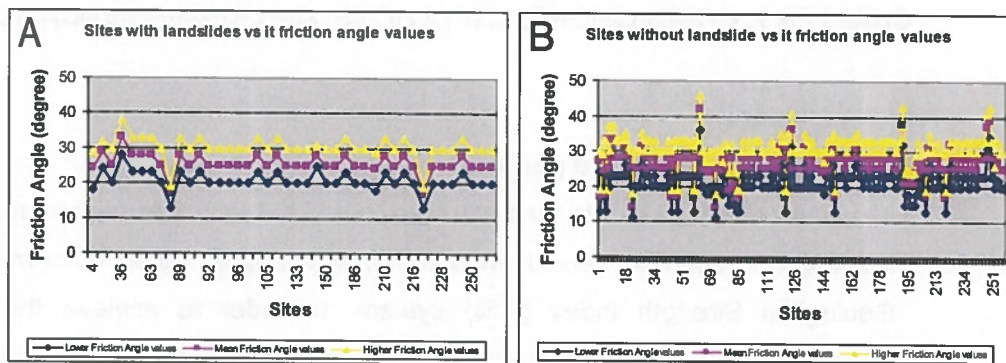 A
Sites with landslides vs it friction angle values
Friction Angle (degree)
50
40
30
20
10
0
4 36 63 89 92 96 105 133 150 186 210 216 228 250
Sites
Lower Friction Angle values Mean Friction Angle values Higher Friction Angle values
B
Sites without landslide vs it friction angle values
Friction Angle (degree)
50
40
30
20
10
0
1 18 34 51 69 85 111 126 144 162 177 195 213 234 251
Sites
Lower Friction Angle values Mean Friction Angle values Higher Friction Angle values